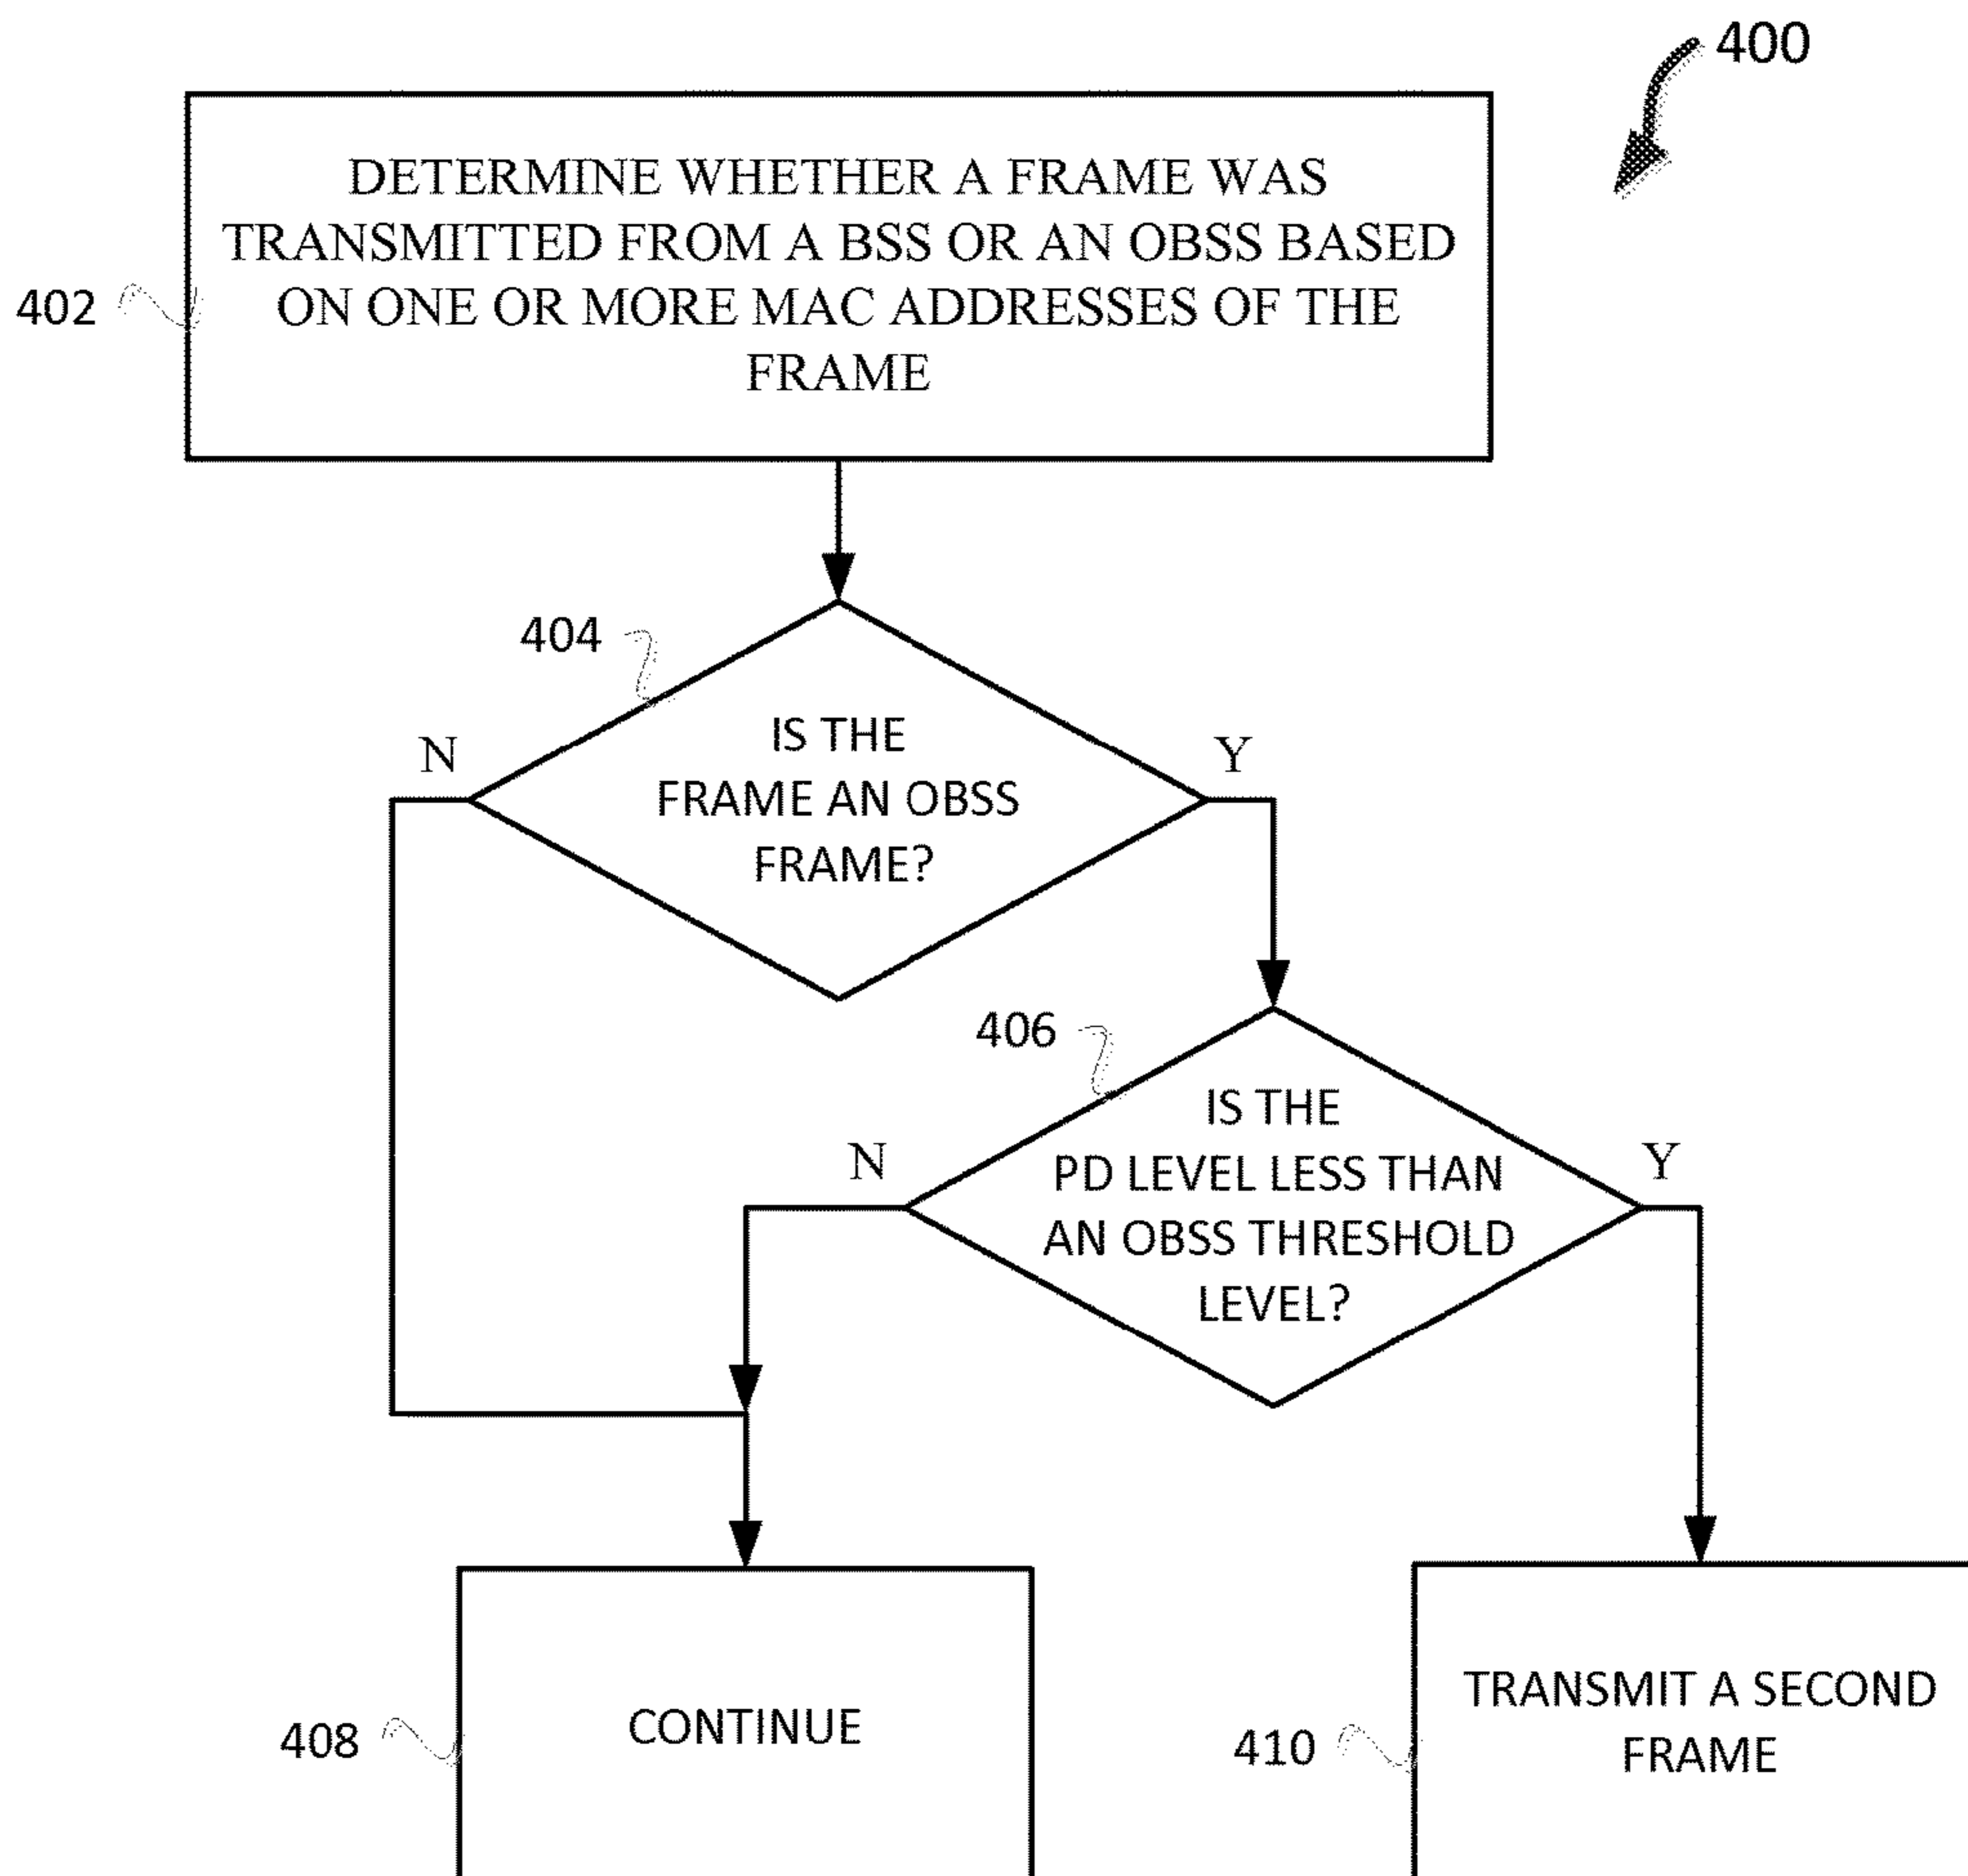 400
DETERMINE WHETHER A FRAME WAS
TRANSMITTED FROM A BSS OR AN OBSS BASED
ON ONE OR MORE MAC ADDRESSES OF THE
FRAME
402
404
IS THE
FRAME AN OBSS
FRAME?
N
Y
406
IS THE
PD LEVEL LESS THAN
AN OBSS THRESHOLD
LEVEL?
N
Y
408
CONTINUE
410
TRANSMIT A SECOND
FRAME